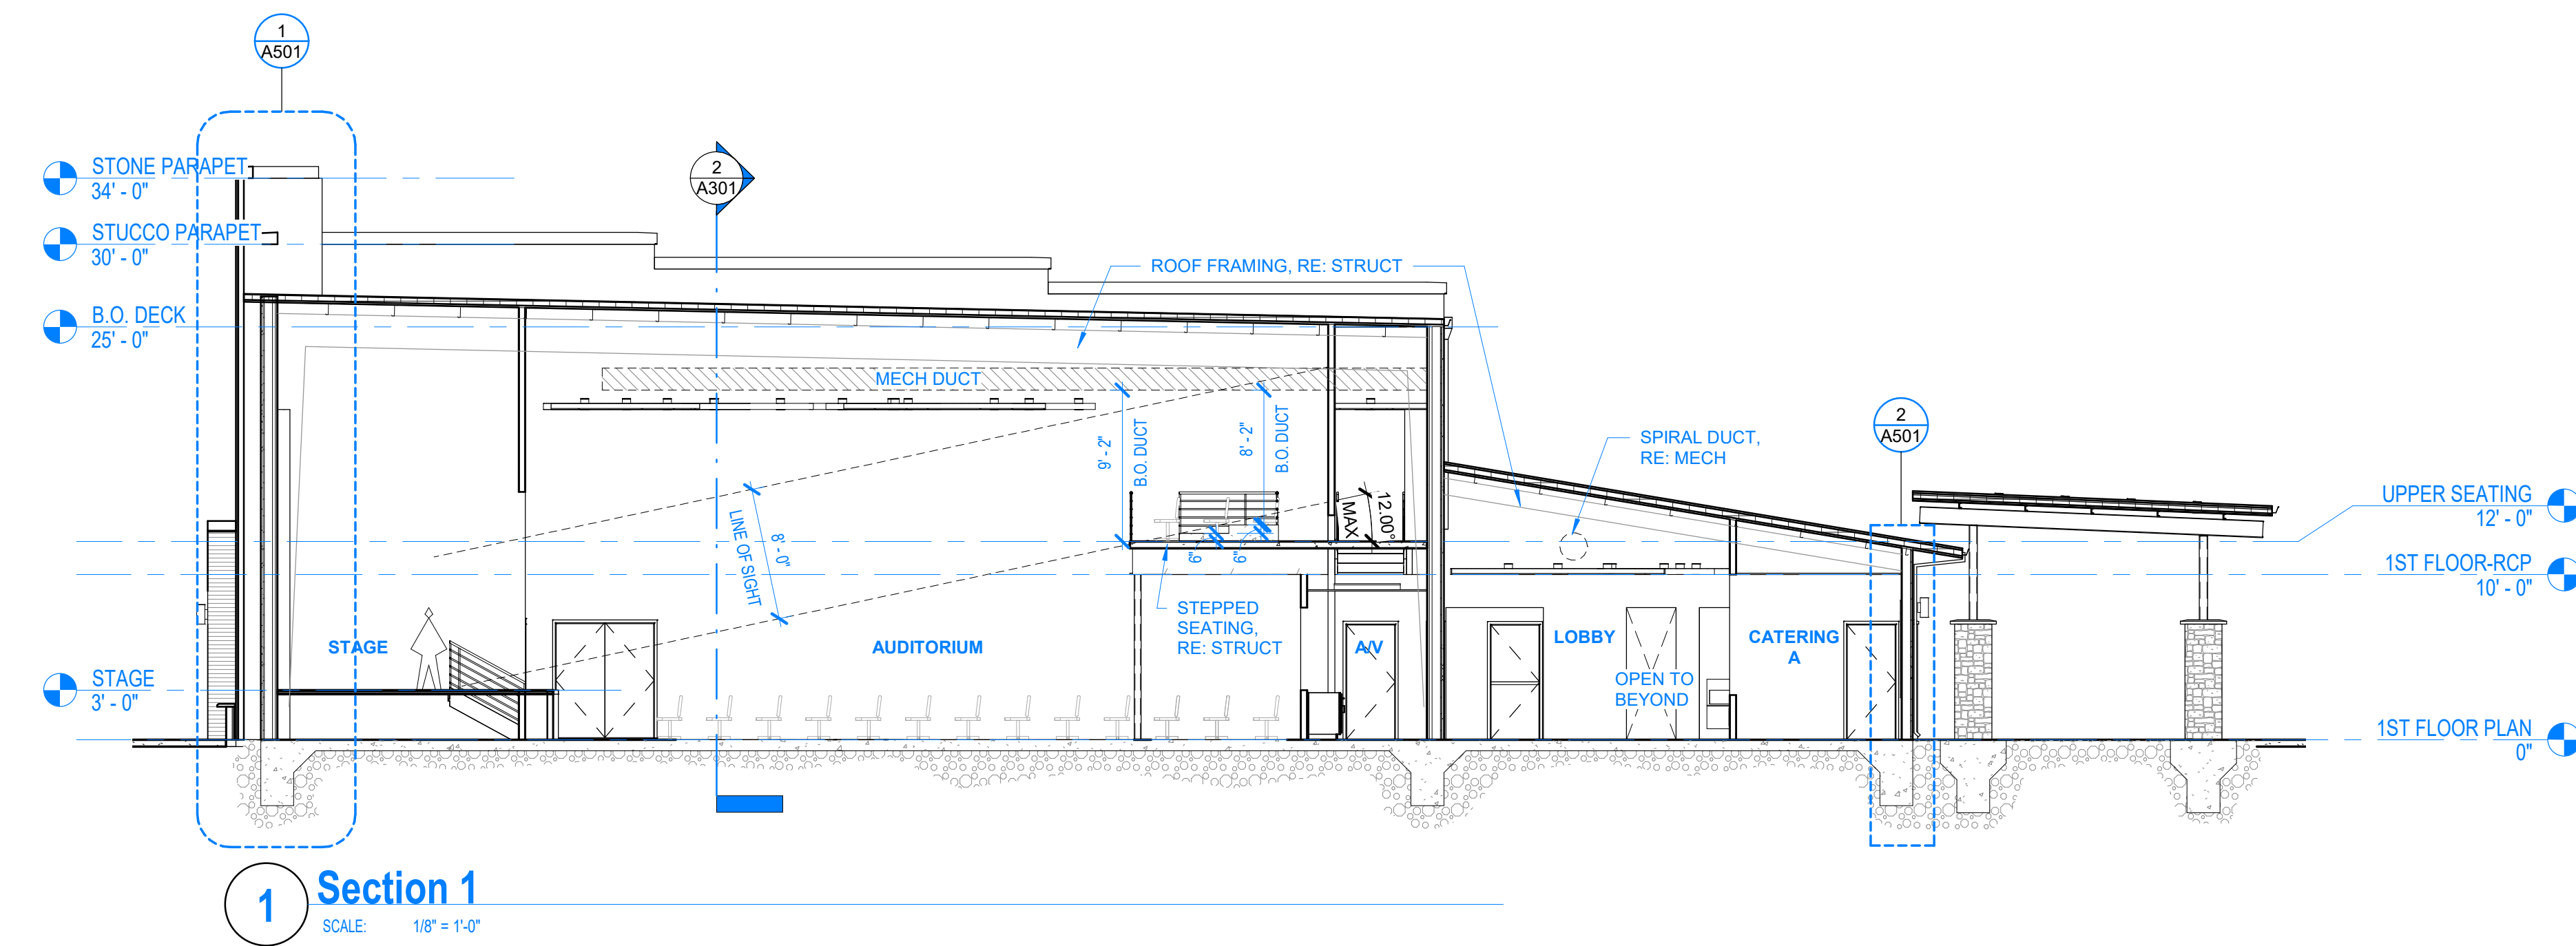 1
A501
2
A301
STONE PARAPET
34' - 0"
STUCCO PARAPET
30' - 0"
B.O. DECK
25' - 0"
ROOF FRAMING, RE: STRUCT
MECH DUCT
9' - 2"
B.O. DUCT
8' - 2"
B.O. DUCT
SPIRAL DUCT,
RE: MECH
2
A501
UPPER SEATING
12' - 0"
1ST FLOOR-RCP
10' - 0"
12.00°
MAX
LINE OF SIGHT
8' - 0"
6"
6"
STEPPED
SEATING,
RE: STRUCT
STAGE
AUDITORIUM
A/V
LOBBY
CATERING
A
OPEN TO
BEYOND
STAGE
3' - 0"
1ST FLOOR PLAN
0"
1
Section 1
SCALE: 1/8" = 1'-0"